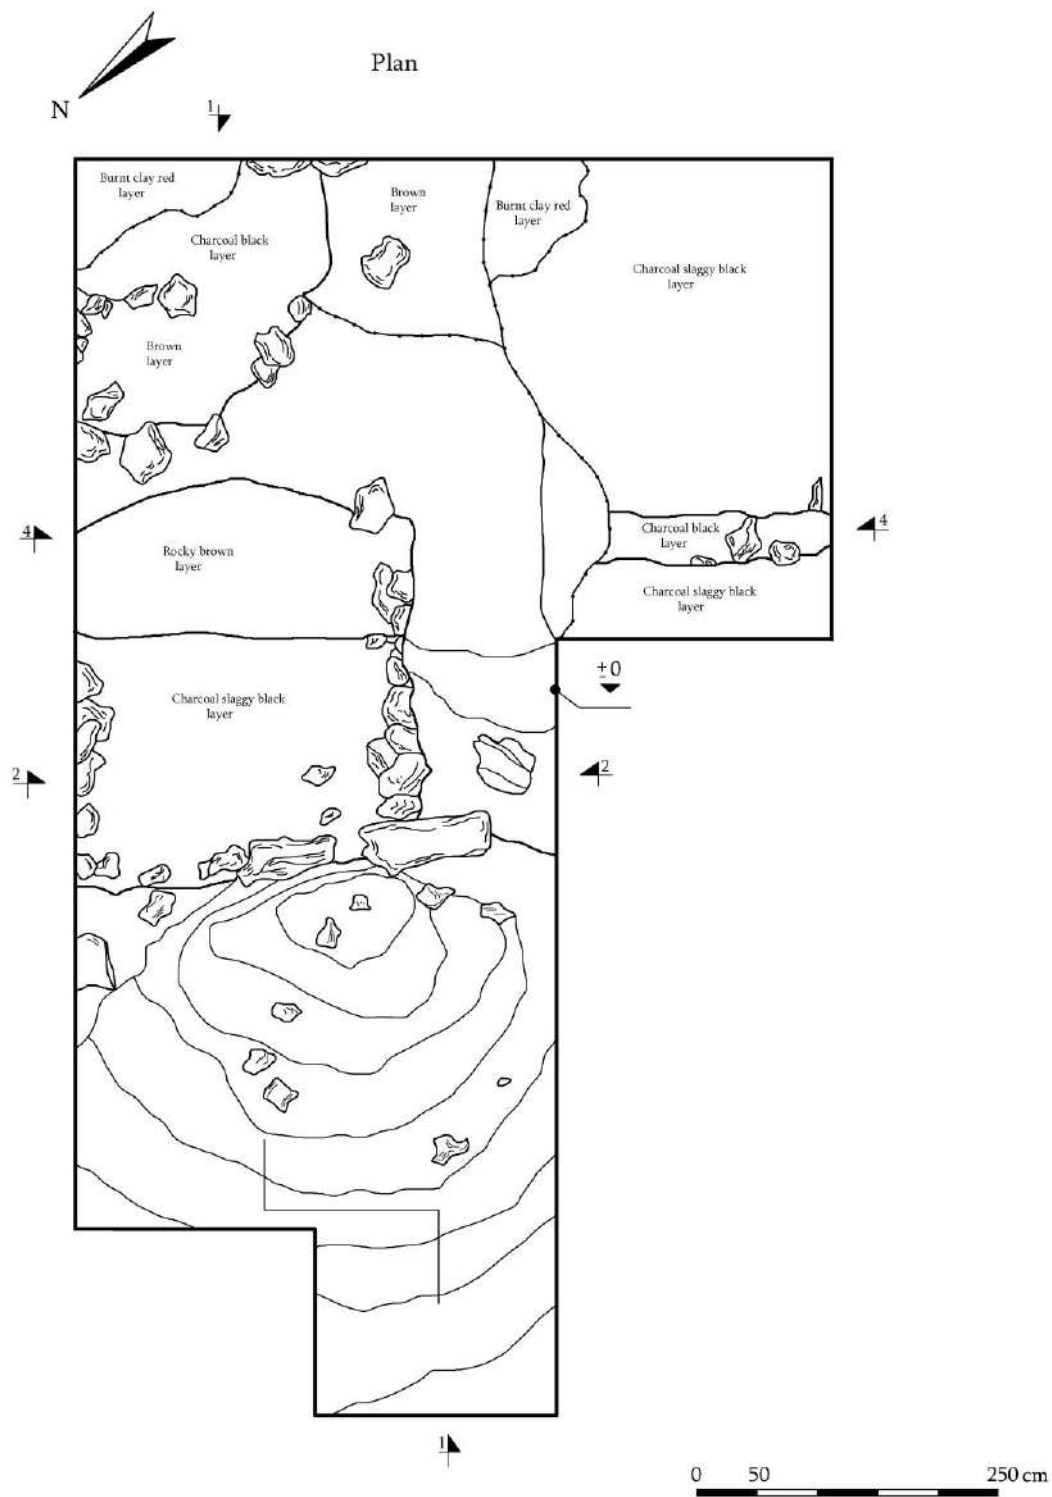 Plan
N
1
Burnt clay red
layer
Brown
layer
Burnt clay red
layer
Charcoal black
layer
Charcoal slaggy black
layer
Brown
layer
4
4
Charcoal black
layer
Rocky brown
layer
Charcoal slaggy black
layer
±0
Charcoal slaggy black
layer
2
2
1
0 50 250 cm